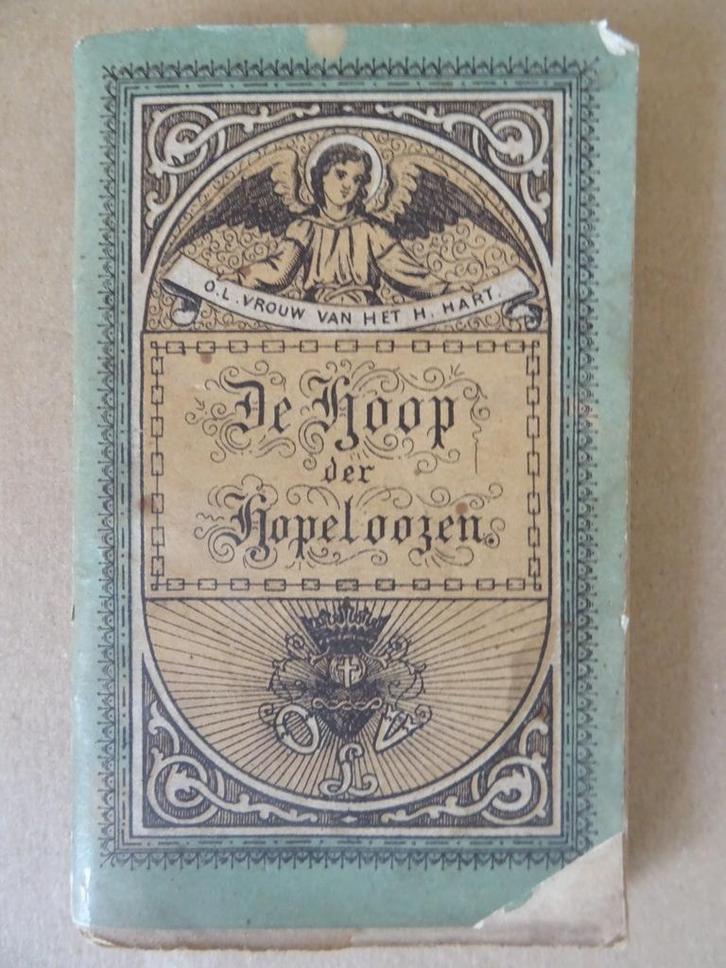 O.L. VROUW VAN HET H. HART.
De Hoop
der
Hopeloozen.
O L V